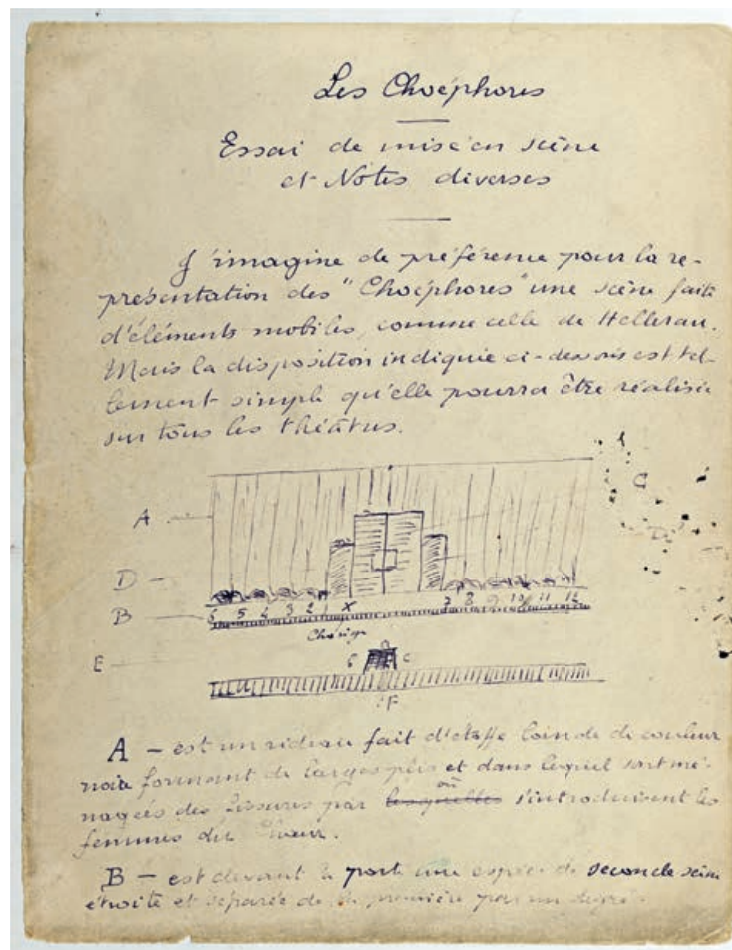 Les Choéphores
Essai de mise en scène
et Notes diverses
J'imagine de préférence pour la re-
présentation des "Choéphores" une scène faite
d'éléments mobiles, comme celle de Hellerau.
Mais la disposition indiquée ci-dessous est tel-
lement simple qu'elle pourra être réalisée
sur tous les théâtres.
A
C
D
B
6 5 4 3 2 1 X 7 8 9 10 11 12
E
6 C
F
A – est un rideau fait d'étoffe lourde de couleur
noire formant de larges plis et dans lequel sont mé-
nagées des fissures par où lesquelles s'introduisent les
femmes du Chœur.
B – est devant la porte une espèce de seconde scène
étroite et séparée de la première par un degré.